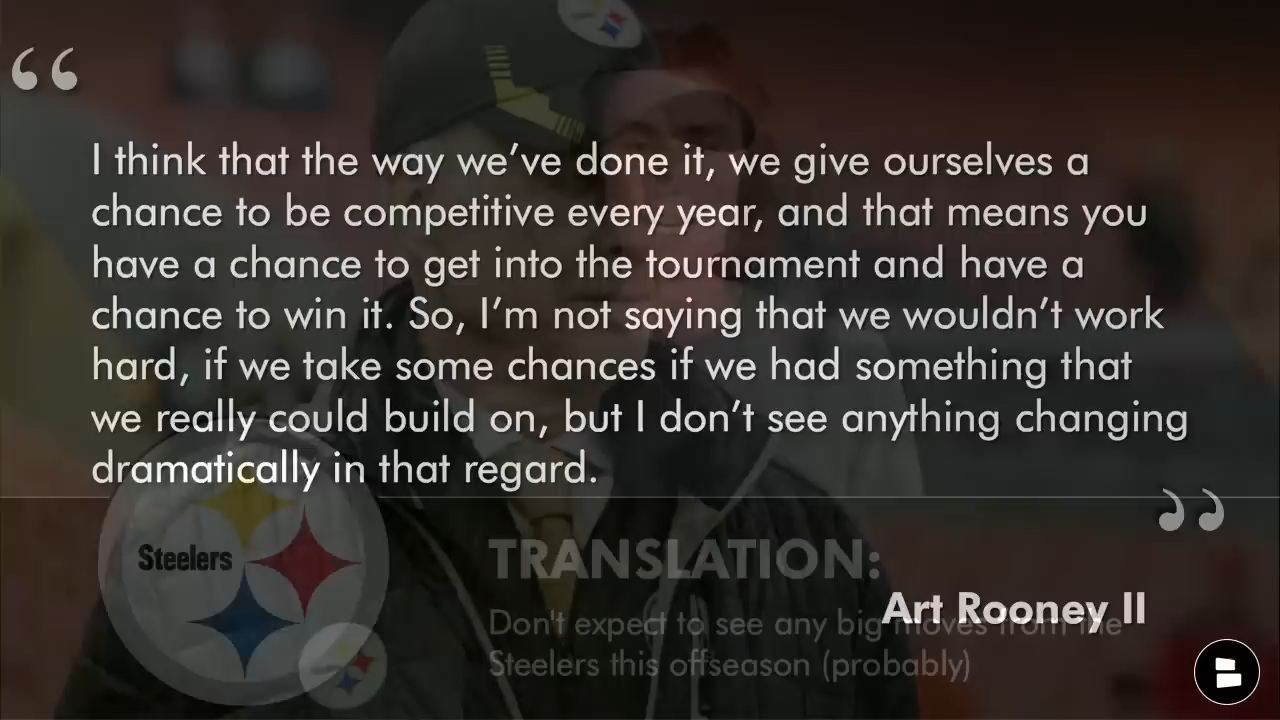 “
I think that the way we’ve done it, we give ourselves a
chance to be competitive every year, and that means you
have a chance to get into the tournament and have a
chance to win it. So, I’m not saying that we wouldn’t work
hard, if we take some chances if we had something that
we really could build on, but I don’t see anything changing
dramatically in that regard.
”
Steelers
TRANSLATION:
Art Rooney II
Don't expect to see any big moves from the
Steelers this offseason (probably)